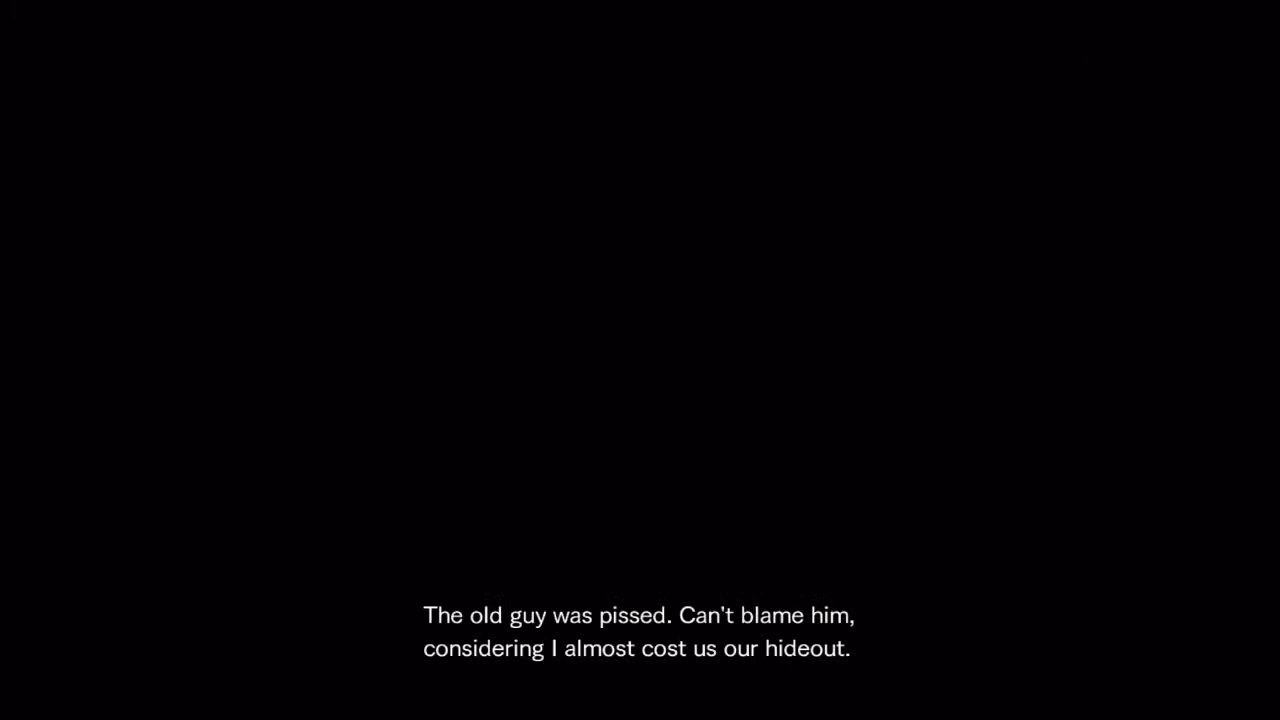 The old guy was pissed. Can't blame him,
considering I almost cost us our hideout.